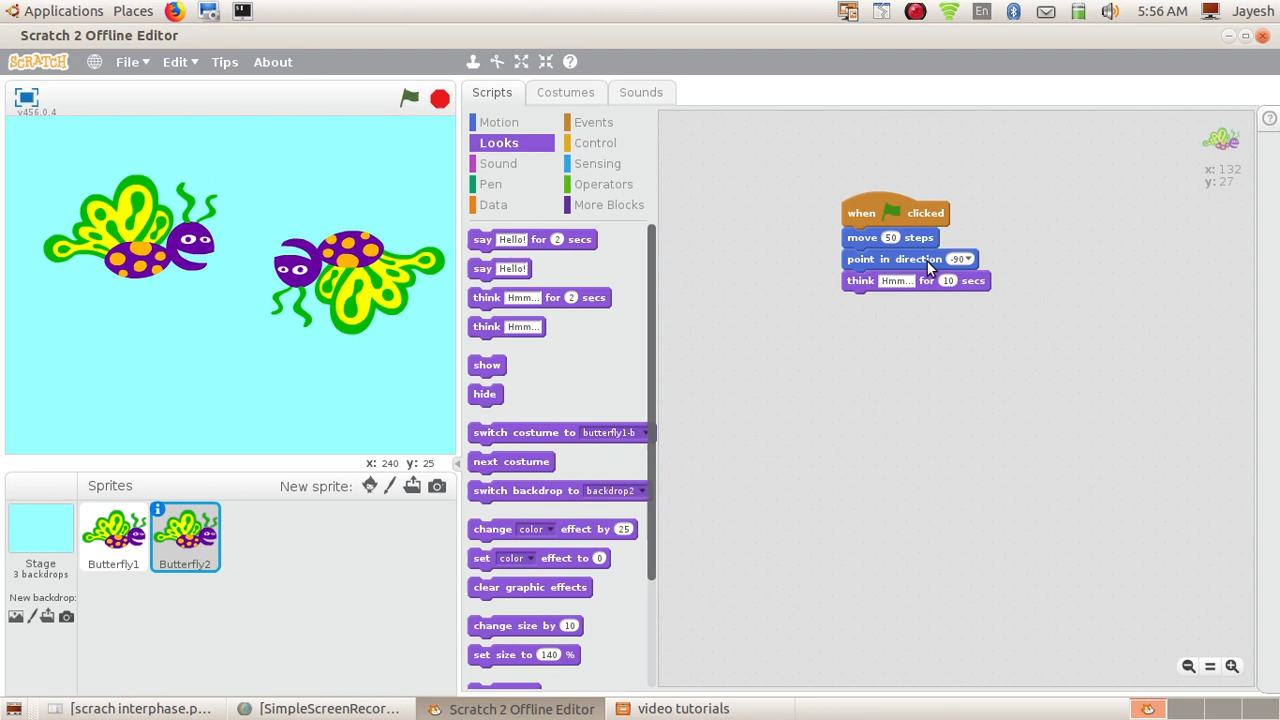 Applications Places En 5:56 AM Jayesh
Scratch 2 Offline Editor
SCRATCH File Edit Tips About
v456.0.4
Scripts Costumes Sounds
Motion Events
Looks Control
Sound Sensing
Pen Operators
Data More Blocks
say Hello! for 2 secs
say Hello!
think Hmm... for 2 secs
think Hmm...
show
hide
switch costume to butterfly1-b
next costume
switch backdrop to backdrop2
change color effect by 25
set color effect to 0
clear graphic effects
change size by 10
set size to 140 %
when clicked
move 50 steps
point in direction -90
think Hmm... for 10 secs
x: 132
y: 27
x: 240 y: 25
Sprites New sprite:
Stage
3 backdrops
New backdrop:
Butterfly1
Butterfly2
[scrach interphase.p... [SimpleScreenRecor... Scratch 2 Offline Editor video tutorials